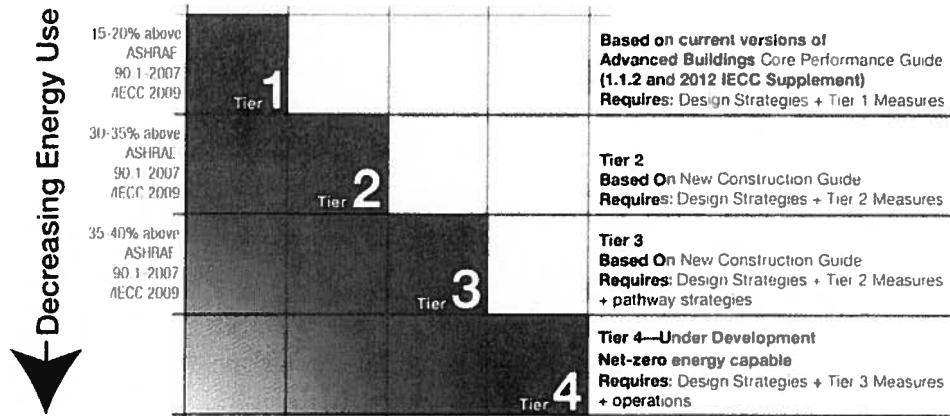 Decreasing Energy Use
15-20% above
ASHRAE
90.1-2007
/IECC 2009
Tier 1
Based on current versions of
Advanced Buildings Core Performance Guide
(1.1.2 and 2012 IECC Supplement)
Requires: Design Strategies + Tier 1 Measures
30-35% above
ASHRAE
90.1-2007
/IECC 2009
Tier 2
Tier 2
Based On New Construction Guide
Requires: Design Strategies + Tier 2 Measures
35-40% above
ASHRAE
90.1-2007
/IECC 2009
Tier 3
Tier 3
Based On New Construction Guide
Requires: Design Strategies + Tier 2 Measures
+ pathway strategies
Tier 4
Tier 4—Under Development
Net-zero energy capable
Requires: Design Strategies + Tier 3 Measures
+ operations